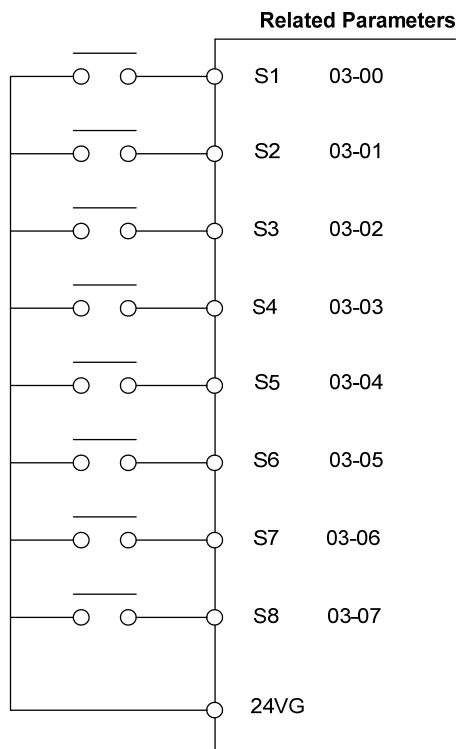 Related Parameters
S1 03-00
S2 03-01
S3 03-02
S4 03-03
S5 03-04
S6 03-05
S7 03-06
S8 03-07
24VG